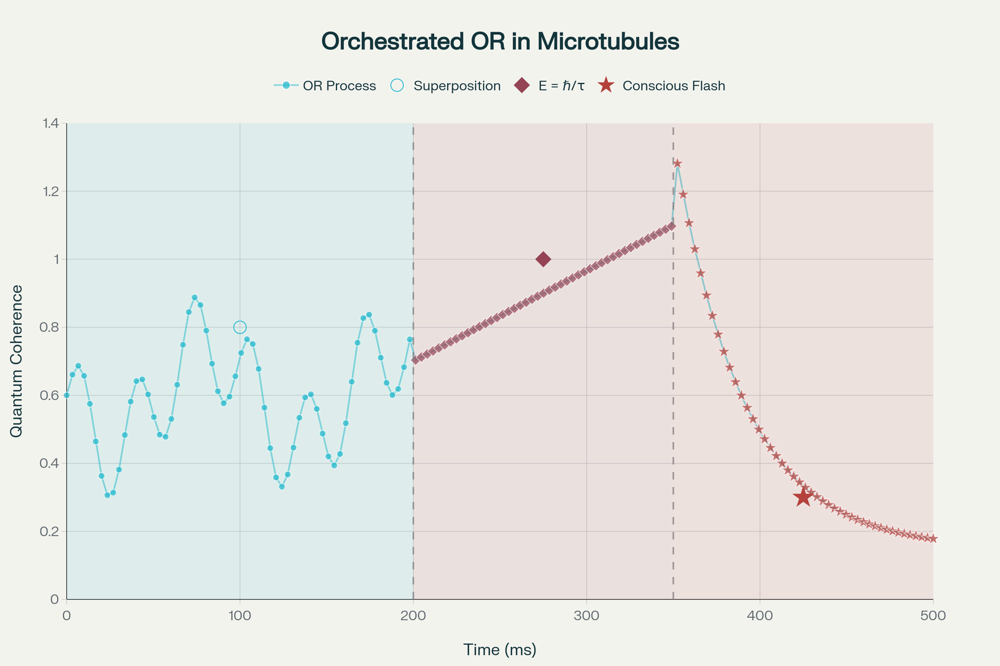 Orchestrated OR in Microtubules
OR Process
Superposition
E = ℏ/τ
Conscious Flash
Quantum Coherence
1.4
1.2
1
0.8
0.6
0.4
0.2
0
0 100 200 300 400 500
Time (ms)